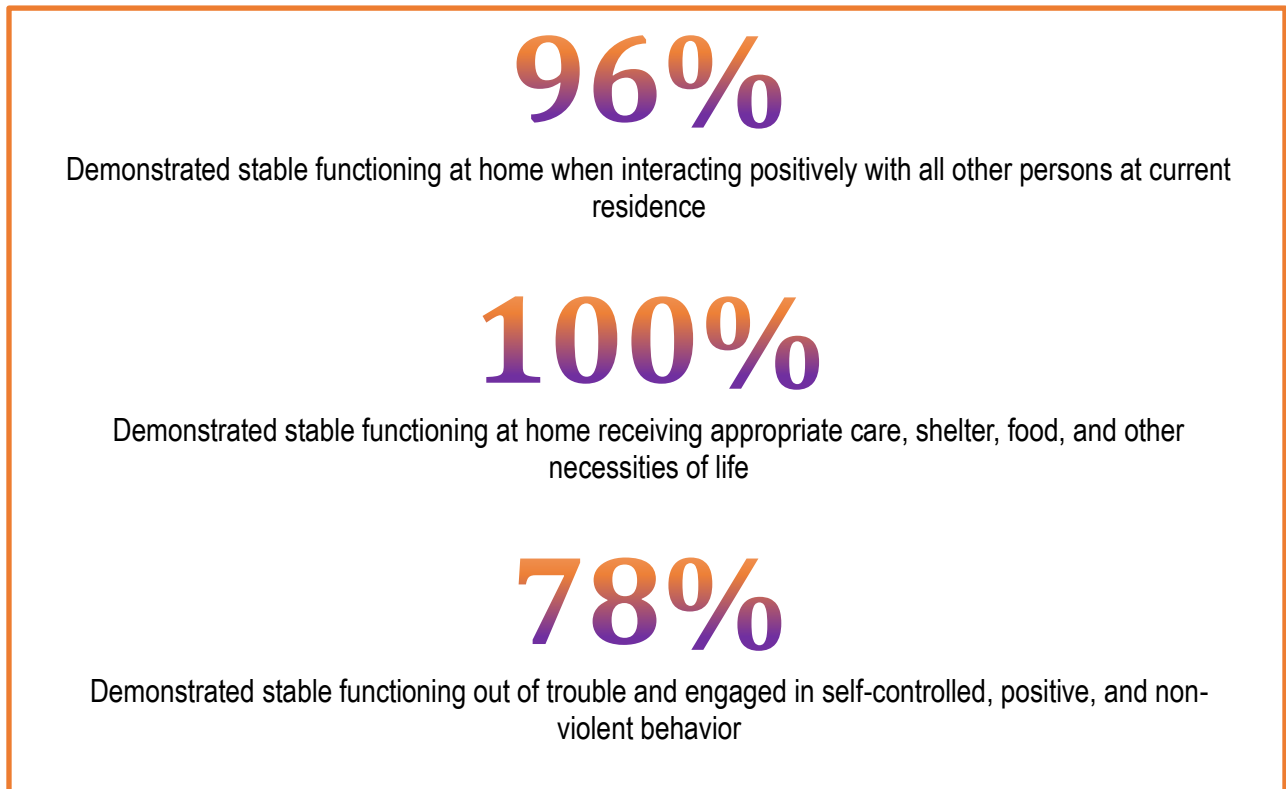 96%
Demonstrated stable functioning at home when interacting positively with all other persons at current
residence
100%
Demonstrated stable functioning at home receiving appropriate care, shelter, food, and other
necessities of life
78%
Demonstrated stable functioning out of trouble and engaged in self-controlled, positive, and non-
violent behavior